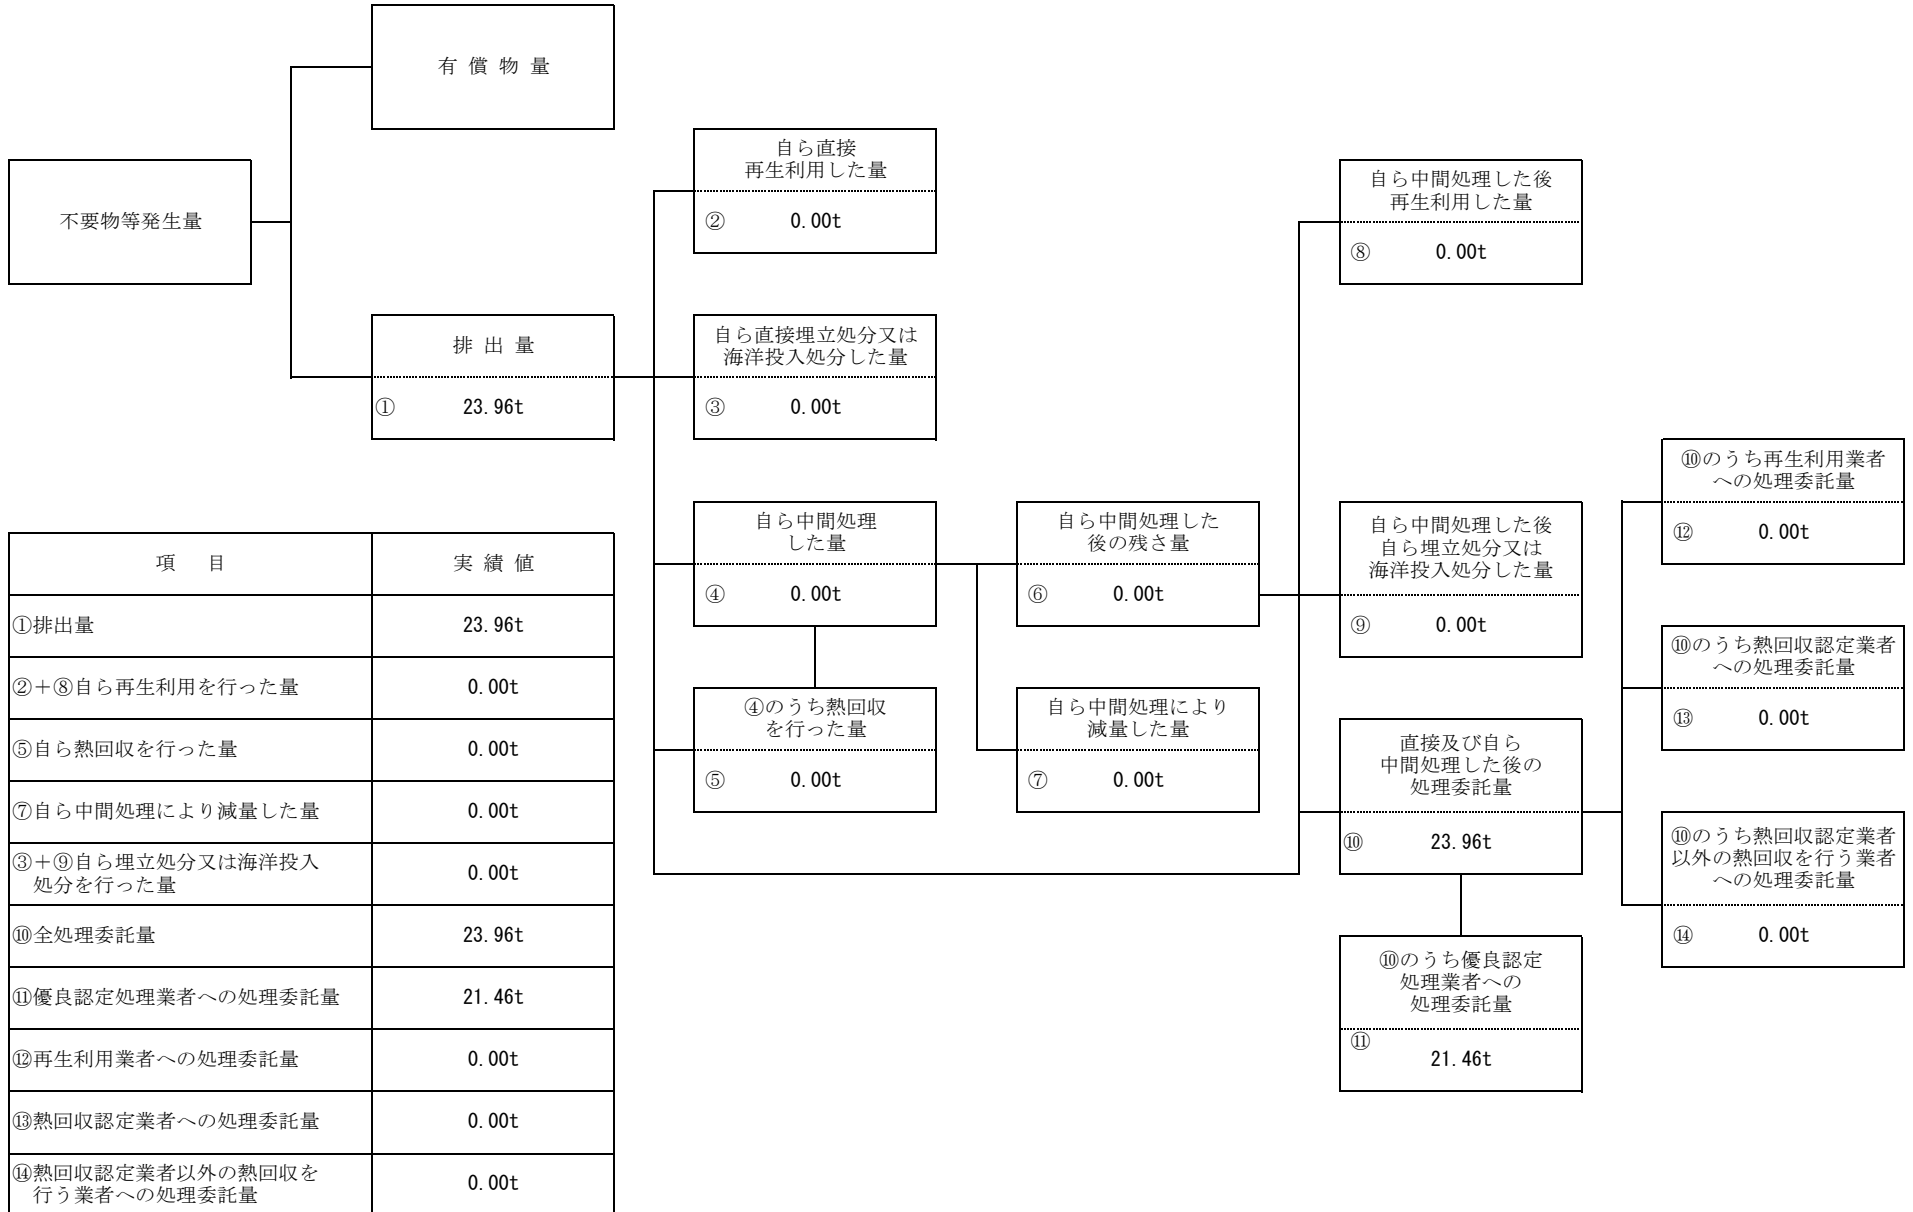 有 償 物 量
不要物等発生量
排 出 量
① 23.96t
自ら直接
再生利用した量
② 0.00t
自ら直接埋立処分又は
海洋投入処分した量
③ 0.00t
自ら中間処理
した量
④ 0.00t
④のうち熱回収
を行った量
⑤ 0.00t
自ら中間処理した
後の残さ量
⑥ 0.00t
自ら中間処理により
減量した量
⑦ 0.00t
自ら中間処理した後
再生利用した量
⑧ 0.00t
自ら中間処理した後
自ら埋立処分又は
海洋投入処分した量
⑨ 0.00t
直接及び自ら
中間処理した後の
処理委託量
⑩ 23.96t
⑩のうち優良認定
処理業者への
処理委託量
⑪ 21.46t
⑩のうち再生利用業者
への処理委託量
⑫ 0.00t
⑩のうち熱回収認定業者
への処理委託量
⑬ 0.00t
⑩のうち熱回収認定業者
以外の熱回収を行う業者
への処理委託量
⑭ 0.00t
項 目 実 績 値
①排出量 23.96t
②＋⑧自ら再生利用を行った量 0.00t
⑤自ら熱回収を行った量 0.00t
⑦自ら中間処理により減量した量 0.00t
③＋⑨自ら埋立処分又は海洋投入
処分を行った量 0.00t
⑩全処理委託量 23.96t
⑪優良認定処理業者への処理委託量 21.46t
⑫再生利用業者への処理委託量 0.00t
⑬熱回収認定業者への処理委託量 0.00t
⑭熱回収認定業者以外の熱回収を
行う業者への処理委託量 0.00t